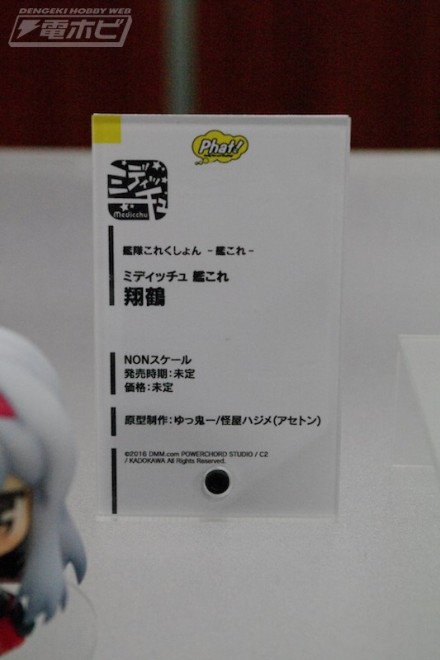 DENGEKI HOBBY WEB
電ホビ
Phat!
ミディッチュ
Medicchu
艦隊これくしょん -艦これ-
ミディッチュ 艦これ
翔鶴
NONスケール
発売時期:未定
価格:未定
原型制作:ゆっ鬼ー/怪屋ハジメ(アセトン)
©2016 DMM.com POWERCHORD STUDIO / C2
/ KADOKAWA All Rights Reserved.